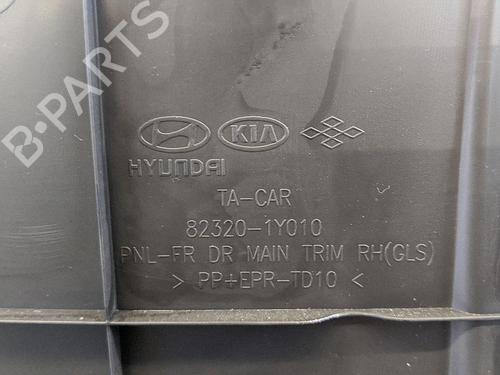 B-PARTS
KIA
HYUNDAI
TA-CAR
82320-1Y010
PNL-FR DR MAIN TRIM RH(GLS)
> PP+EPR-TD10 <